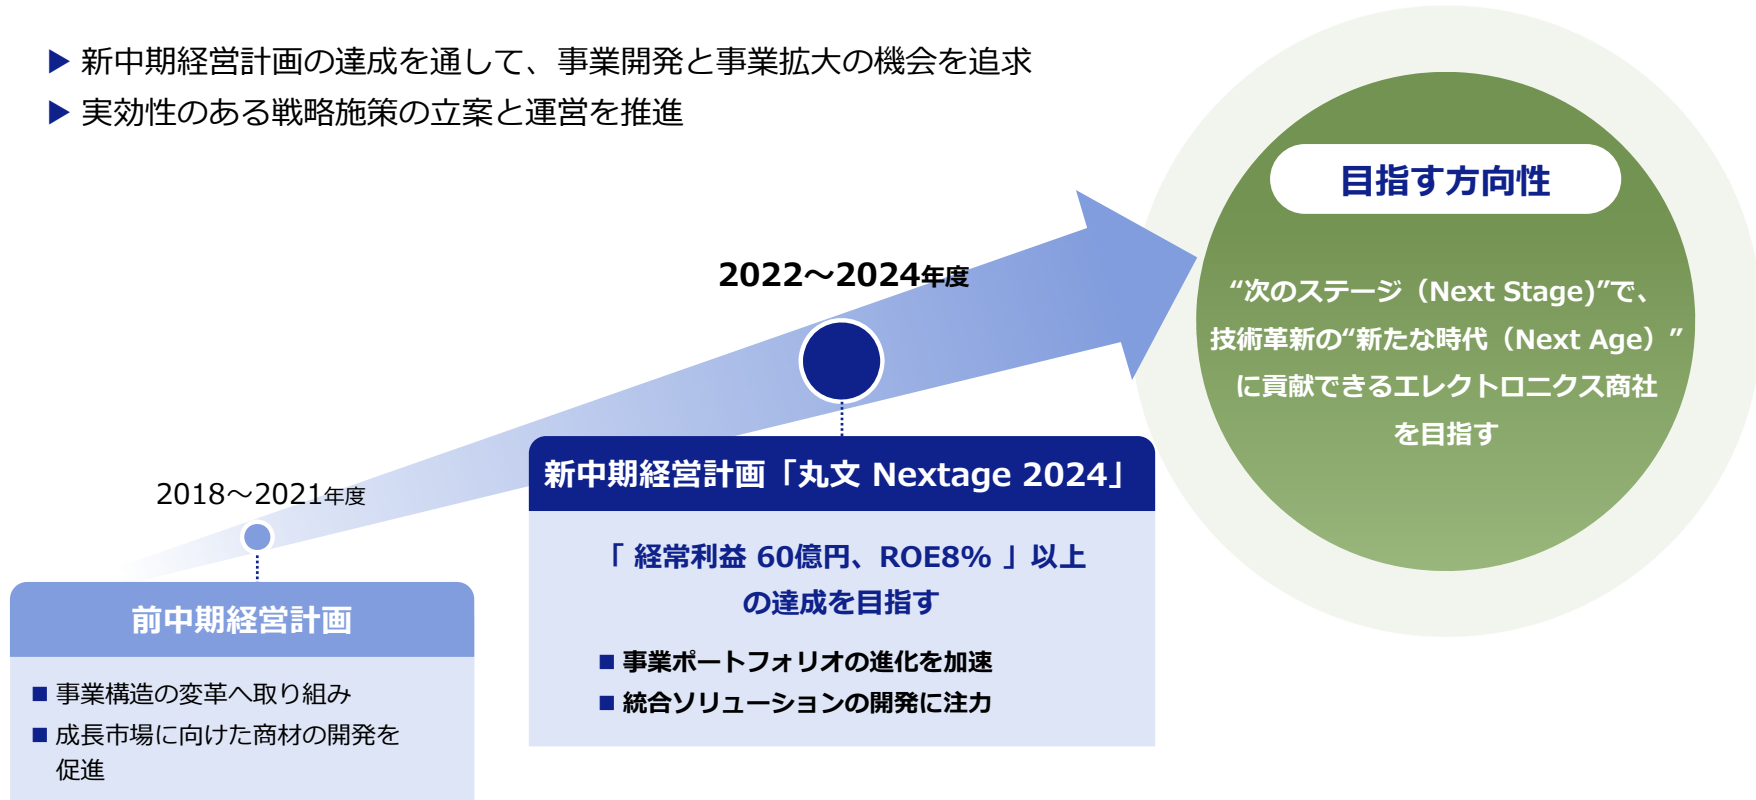 ▶ 新中期経営計画の達成を通して、事業開発と事業拡大の機会を追求
▶ 実効性のある戦略施策の立案と運営を推進
目指す方向性
“次のステージ（Next Stage)”で、
技術革新の“新たな時代（Next Age）”
に貢献できるエレクトロニクス商社
を目指す
2022～2024年度
新中期経営計画「丸文 Nextage 2024」
「 経常利益 60億円、ROE8% 」以上
の達成を目指す
■ 事業ポートフォリオの進化を加速
■ 統合ソリューションの開発に注力
2018～2021年度
前中期経営計画
■ 事業構造の変革へ取り組み
■ 成長市場に向けた商材の開発を
促進